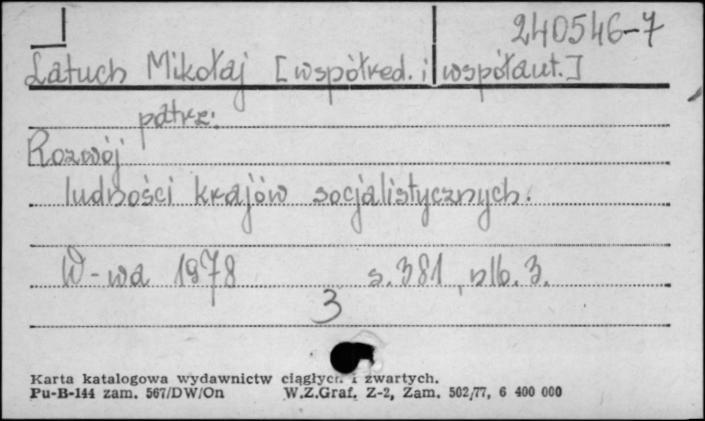 240546-7
Latuch Mikołaj [współred. i współaut.]
patrz:
Rozwój
ludności krajów socjalistycznych.
W-wa 1978 s. 381, nlb. 3.
3
Karta katalogowa wydawnictw ciągłych i zwartych.
Pu-B-144 zam. 567/DW/On W.Z.Graf. Z-2, Zam. 502/77, 6 400 000